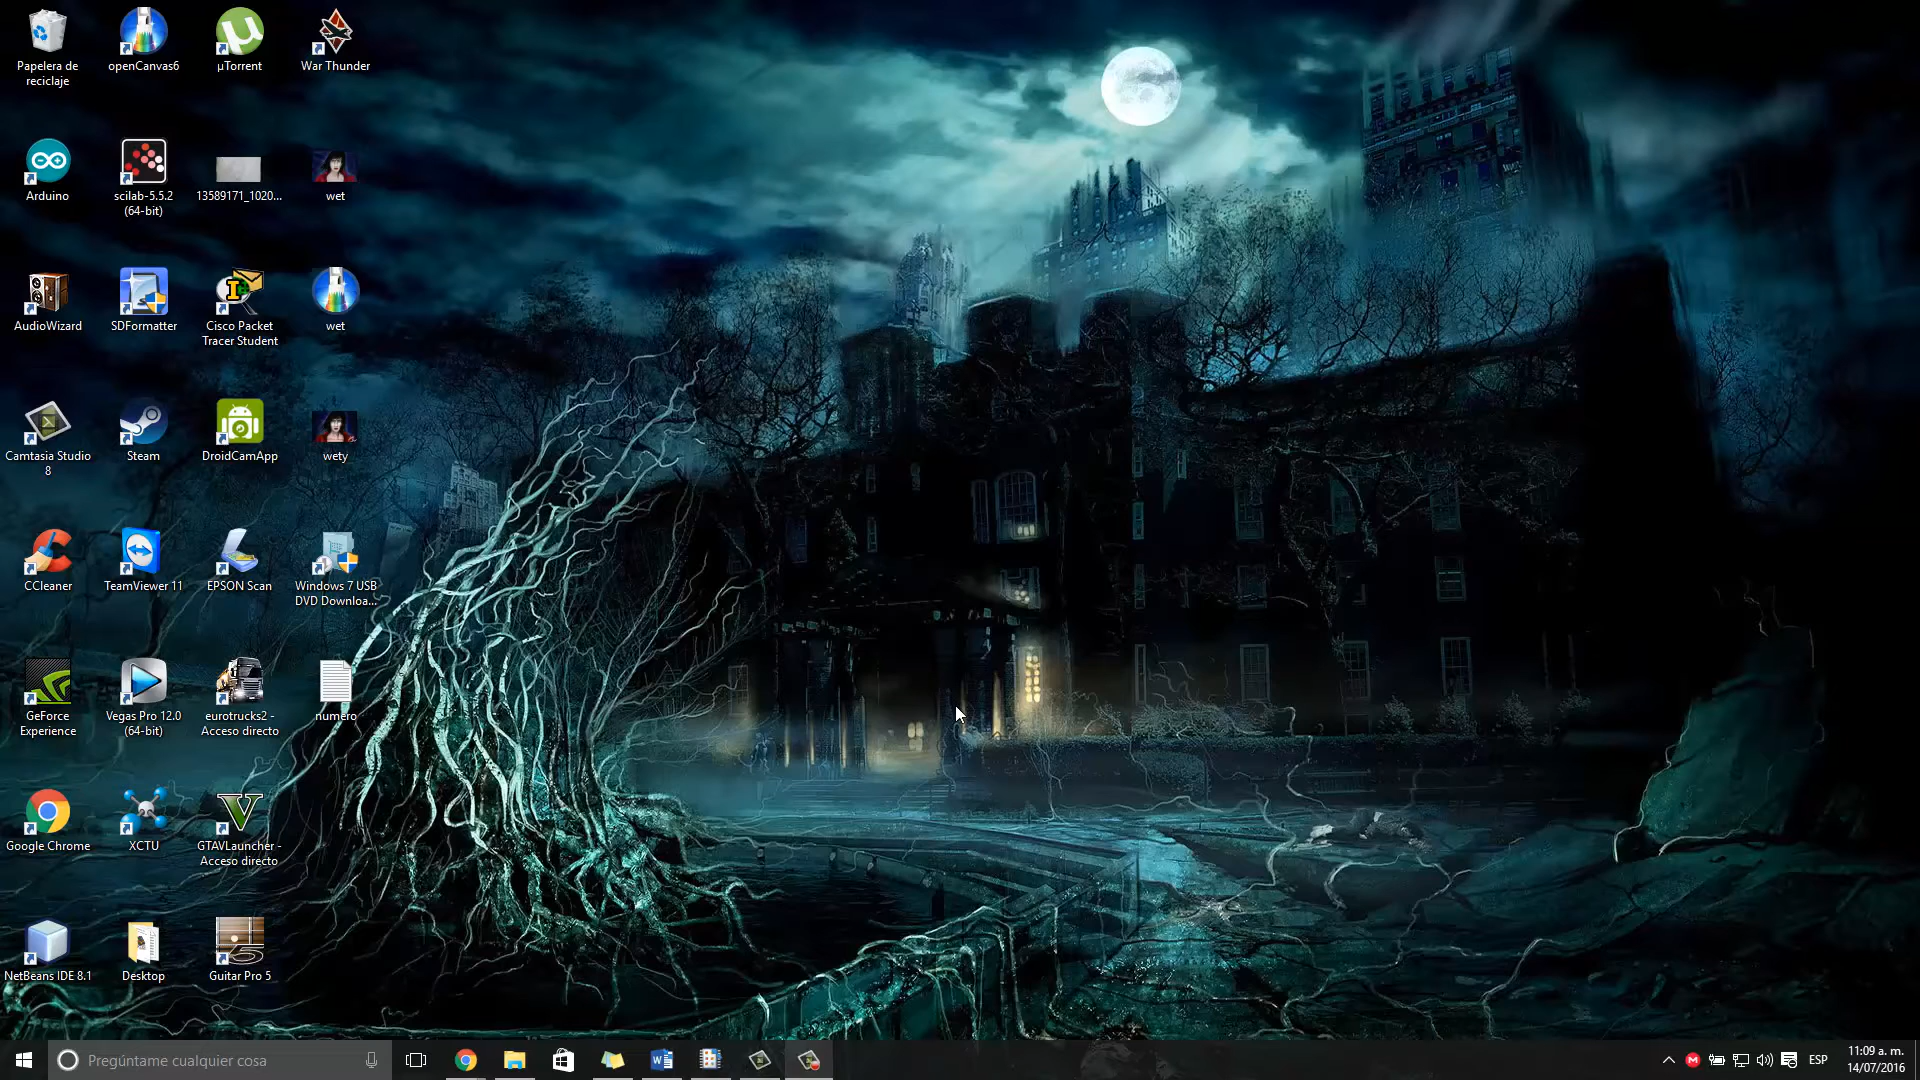 Papelera de
reciclaje
openCanvas6
µTorrent
War Thunder
Arduino
scilab-5.5.2
(64-bit)
13589171_1020...
wet
AudioWizard
SDFormatter
Cisco Packet
Tracer Student
wet
Camtasia Studio
8
Steam
DroidCamApp
wety
CCleaner
TeamViewer 11
EPSON Scan
Windows 7 USB
DVD Downloa...
GeForce
Experience
Vegas Pro 12.0
(64-bit)
eurotrucks2 -
Acceso directo
numero
Google Chrome
XCTU
GTAVLauncher -
Acceso directo
NetBeans IDE 8.1
Desktop
Guitar Pro 5
Pregúntame cualquier cosa
ESP
11:09 a. m.
14/07/2016